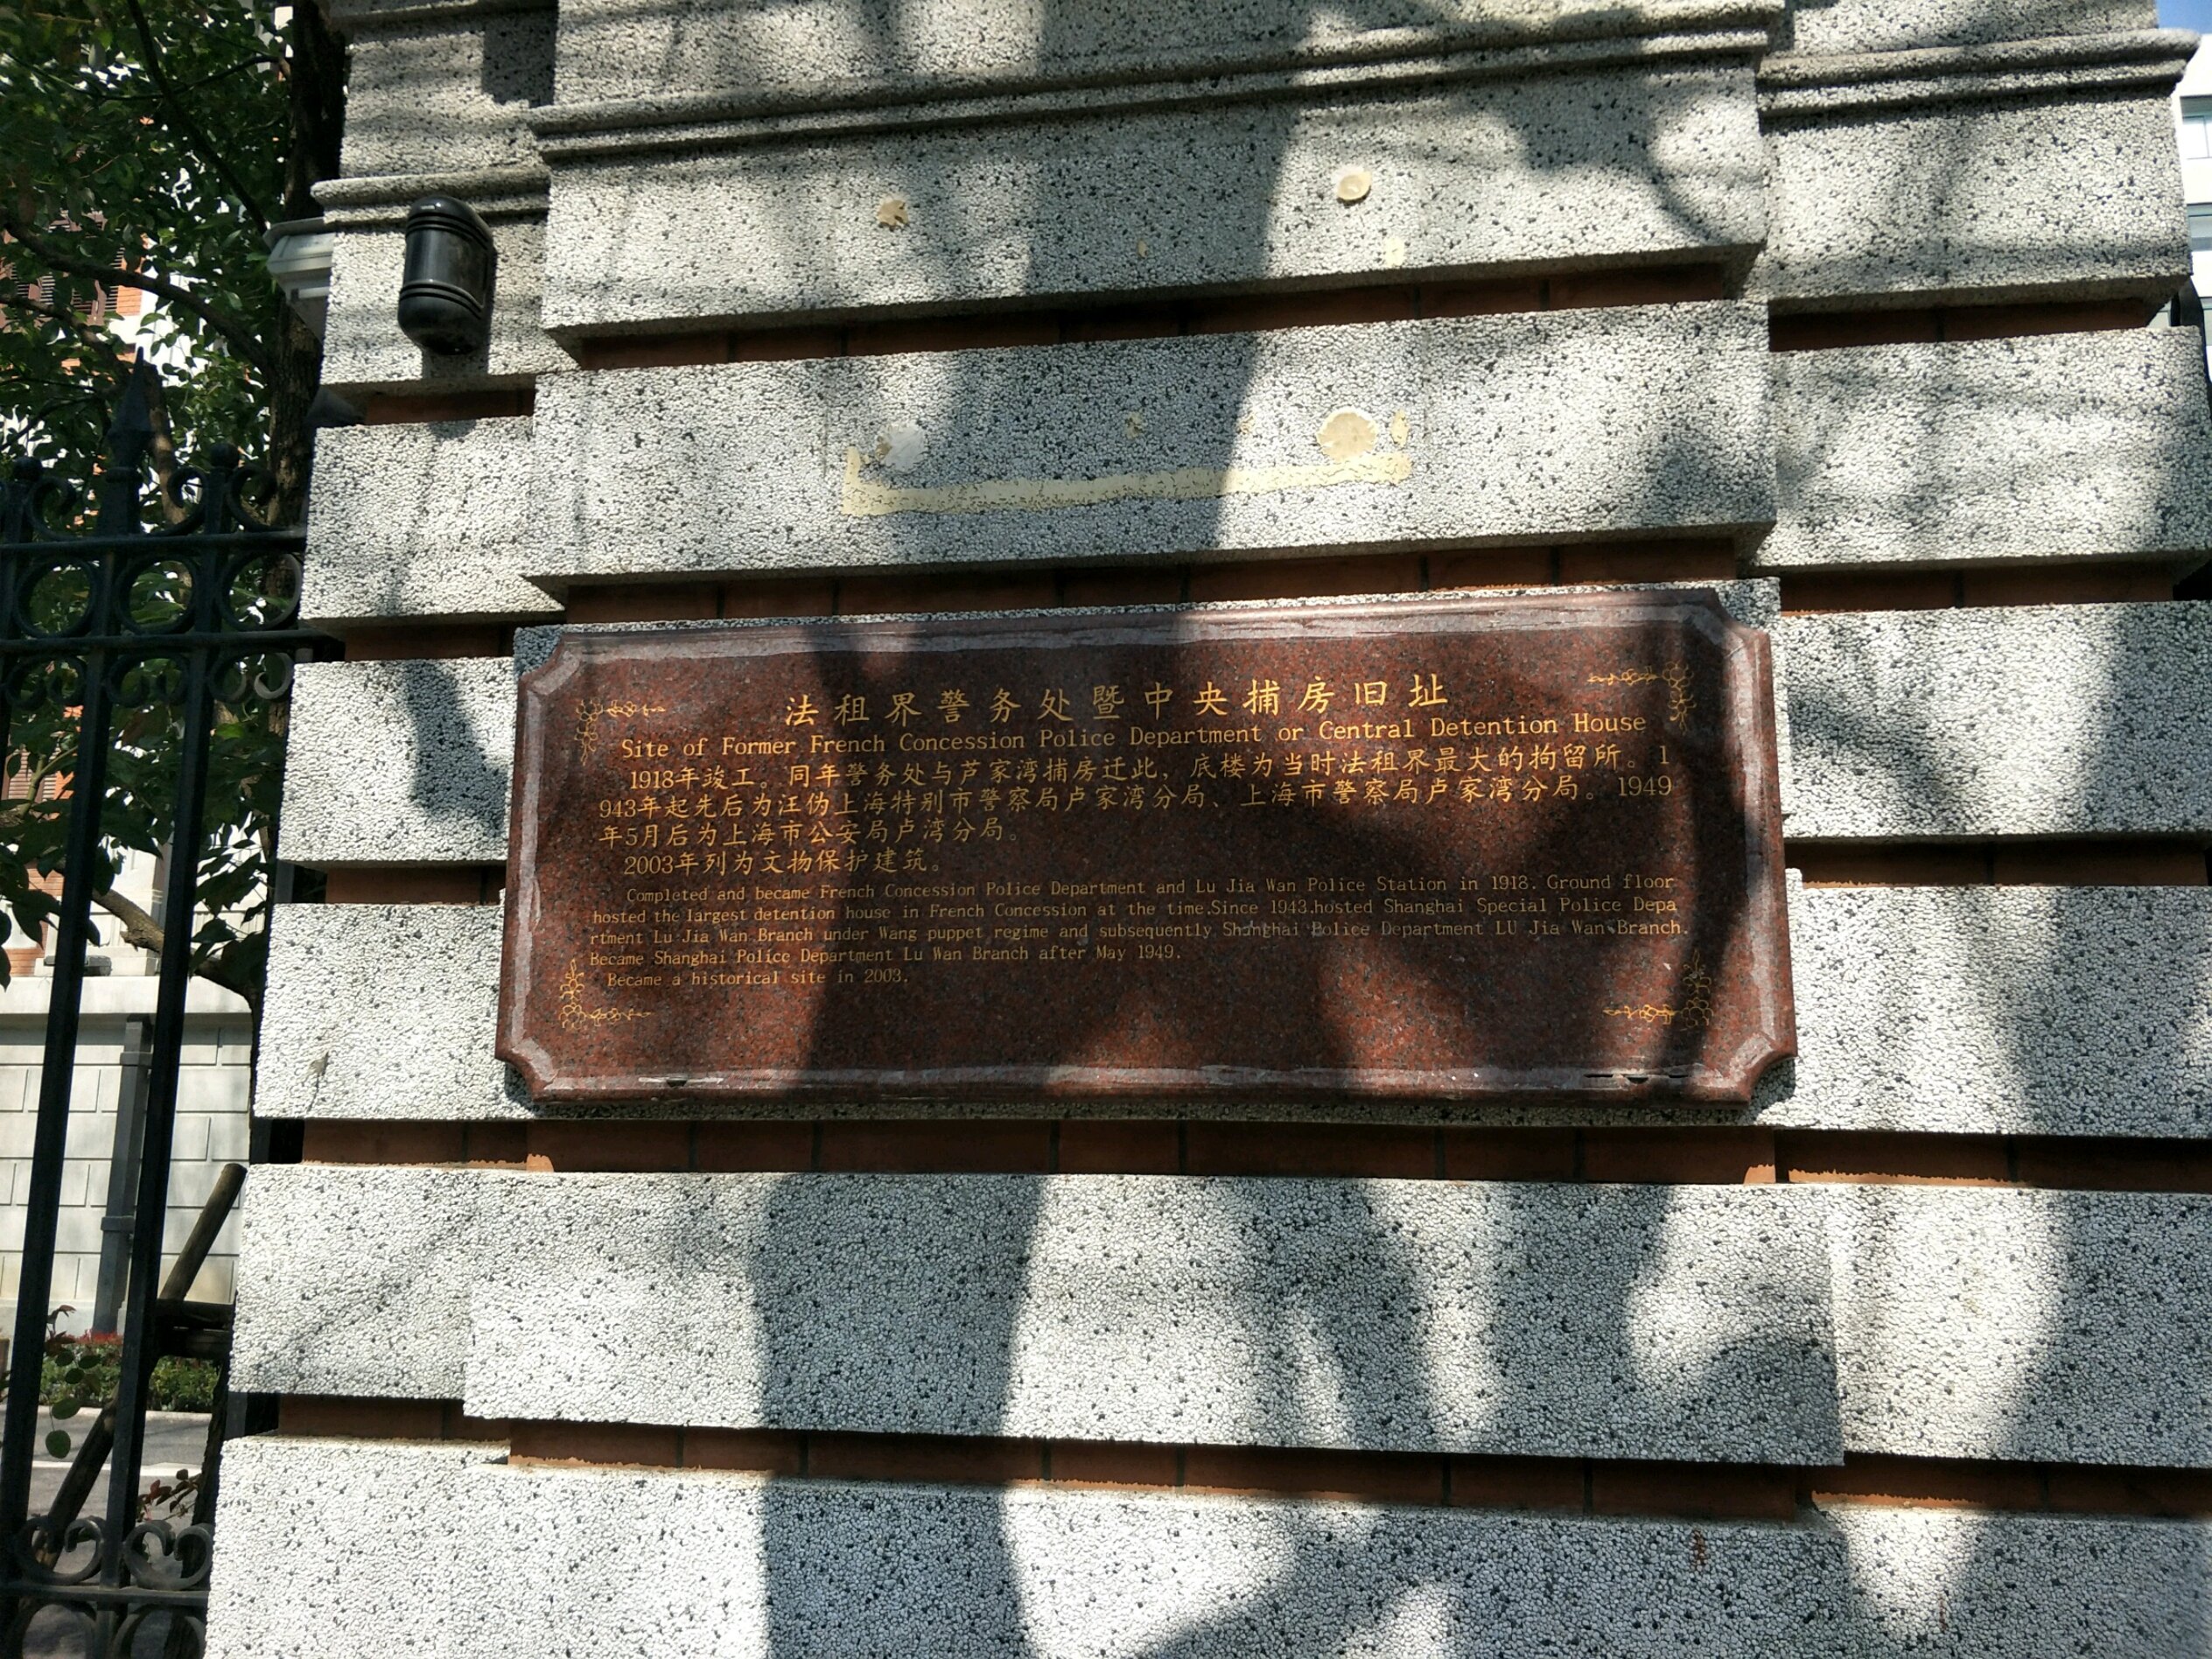 法租界警务处暨中央捕房旧址
Site of Former French Concession Police Department or Central Detention House
1918年竣工。同年警务处与芦家湾捕房迁此，底楼为当时法租界最大的拘留所。1
943年起先后为汪伪上海特别市警察局卢家湾分局、上海市警察局卢家湾分局。1949
年5月后为上海市公安局卢湾分局。
2003年列为文物保护建筑。
Completed and became French Concession Police Department and Lu Jia Wan Police Station in 1918. Ground floor
hosted the largest detention house in French Concession at the time.Since 1943.hosted Shanghai Special Police Depa
rtment Lu Jia Wan Branch under Wang puppet regime and subsequently Shanghai Police Department LU Jia Wan Branch.
Became Shanghai Police Department Lu Wan Branch after May 1949.
Became a historical site in 2003.